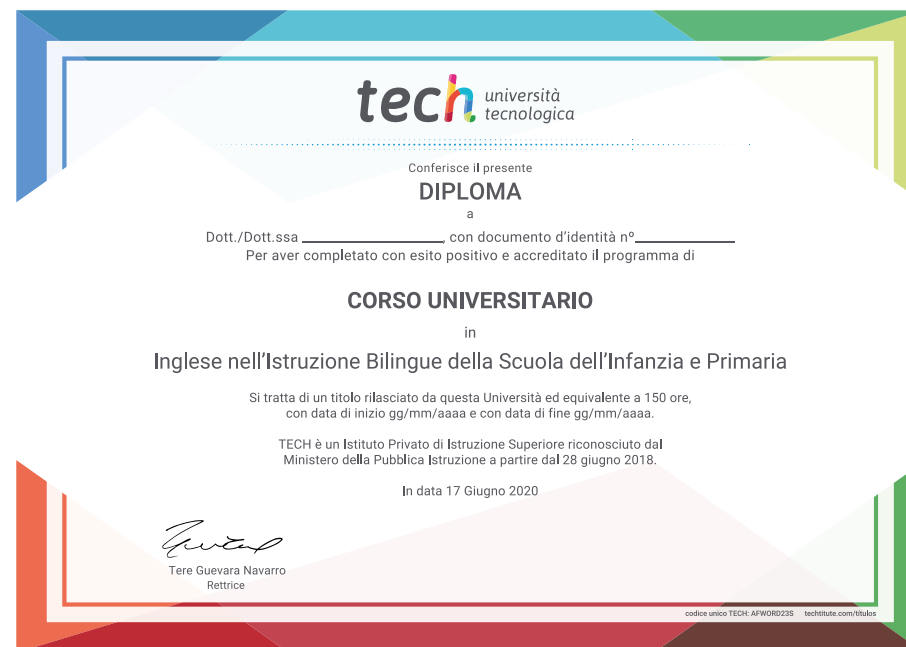 tech università
tecnologica
Conferisce il presente
DIPLOMA
a
Dott./Dott.ssa ____________________, con documento d'identità nº______________
Per aver completato con esito positivo e accreditato il programma di
CORSO UNIVERSITARIO
in
Inglese nell'Istruzione Bilingue della Scuola dell'Infanzia e Primaria
Si tratta di un titolo rilasciato da questa Università ed equivalente a 150 ore,
con data di inizio gg/mm/aaaa e con data di fine gg/mm/aaaa.
TECH è un Istituto Privato di Istruzione Superiore riconosciuto dal
Ministero della Pubblica Istruzione a partire dal 28 giugno 2018.
In data 17 Giugno 2020
Tere Guevara Navarro
Rettrice
codice unico TECH: AFWORD23S techtitute.com/títulos